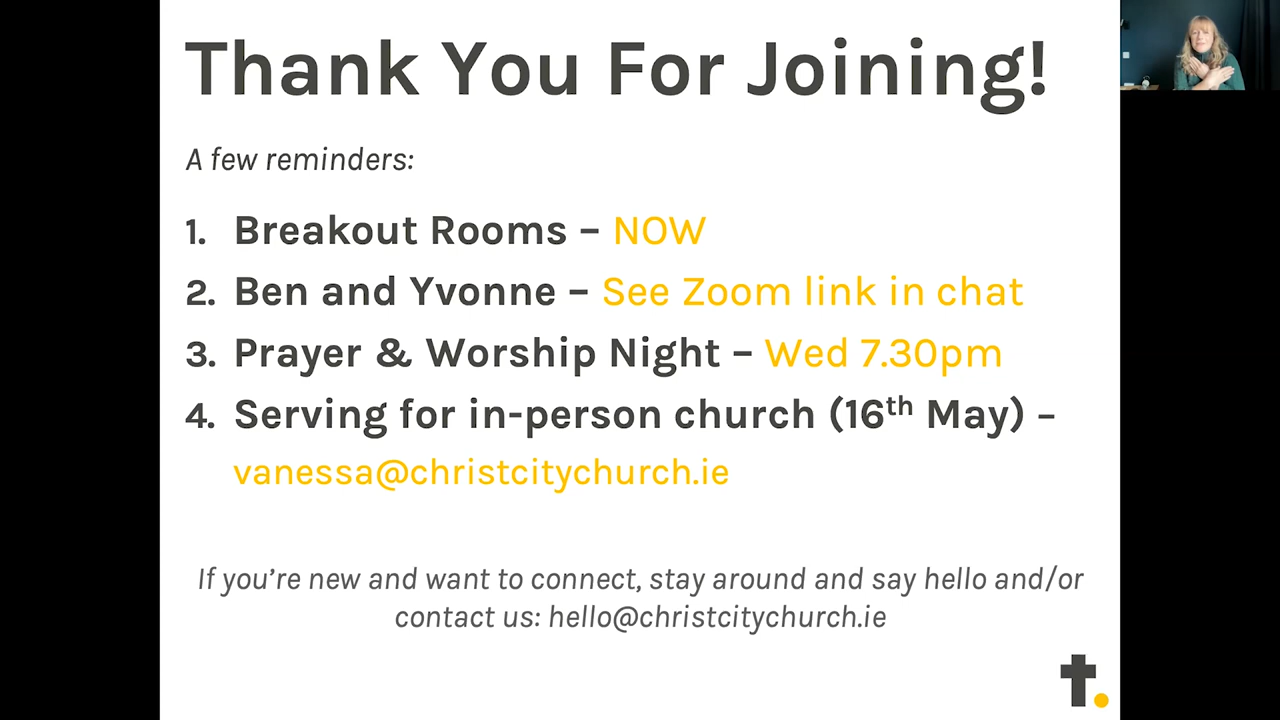 Thank You For Joining!
A few reminders:
1. Breakout Rooms – NOW
2. Ben and Yvonne – See Zoom link in chat
3. Prayer & Worship Night – Wed 7.30pm
4. Serving for in-person church (16th May) –
vanessa@christcitychurch.ie
If you’re new and want to connect, stay around and say hello and/or
contact us: hello@christcitychurch.ie